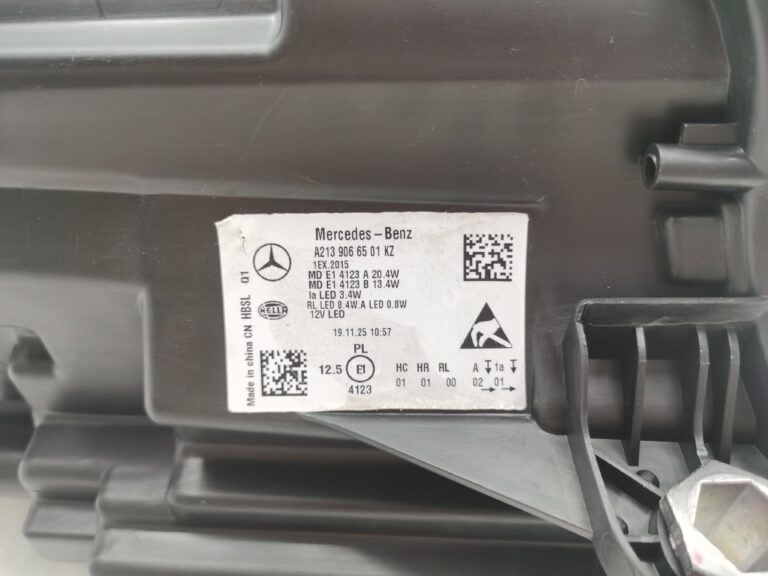 Mercedes-Benz
A213 906 65 01 KZ
1EX.2015
MD E1 4123 A 20.4W
MD E1 4123 B 13.4W
la LED 3.4W
RL LED 8.4W.A LED 0.8W
12V LED
19.11.25 10:57
HELLA
Made in china CN HBSL Q1
PL
12.5 E1
4123
HC HR RL A 1a
01 01 00 02 01